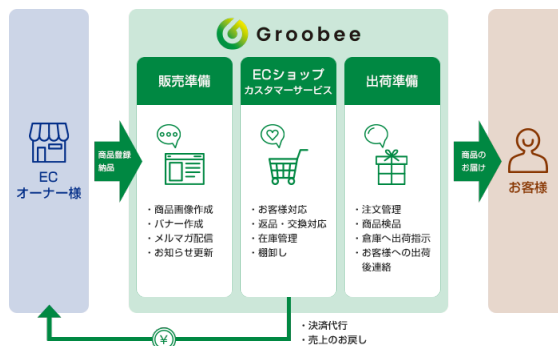 Groobee
EC
オーナー様
商品登録
納品
販売準備
・商品画像作成
・バナー作成
・メルマガ配信
・お知らせ更新
ECショップ
カスタマーサービス
・お客様対応
・返品・交換対応
・在庫管理
・棚卸し
出荷準備
・注文管理
・商品検品
・倉庫へ出荷指示
・お客様への出荷
後連絡
商品の
お届け
お客様
¥
・決済代行
・売上のお戻し